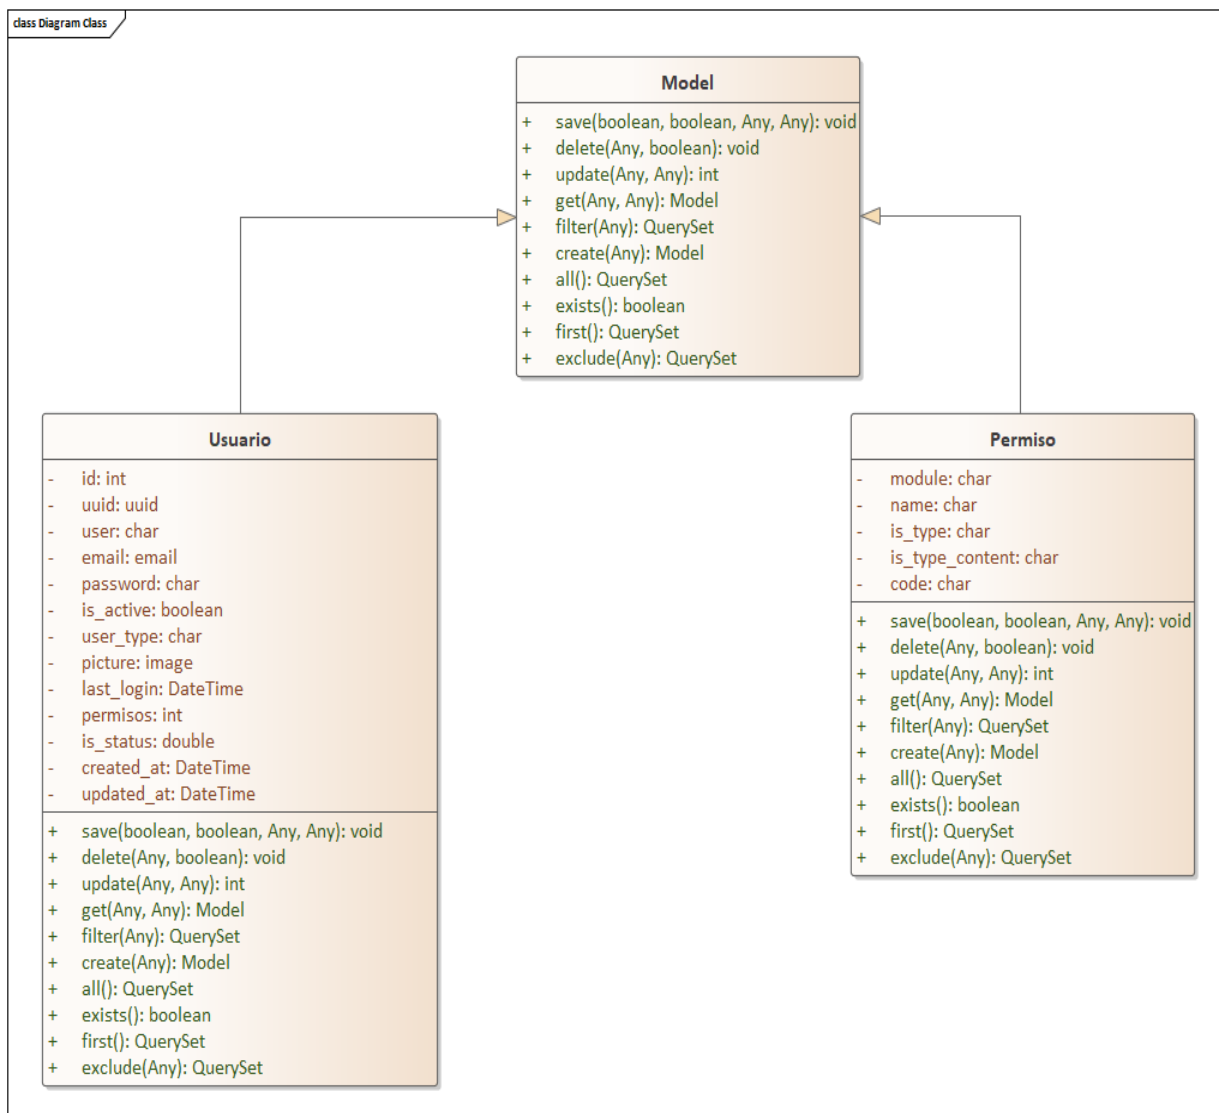 class Diagram Class
Model
+ save(boolean, boolean, Any, Any): void
+ delete(Any, boolean): void
+ update(Any, Any): int
+ get(Any, Any): Model
+ filter(Any): QuerySet
+ create(Any): Model
+ all(): QuerySet
+ exists(): boolean
+ first(): QuerySet
+ exclude(Any): QuerySet
Usuario
- id: int
- uuid: uuid
- user: char
- email: email
- password: char
- is_active: boolean
- user_type: char
- picture: image
- last_login: DateTime
- permisos: int
- is_status: double
- created_at: DateTime
- updated_at: DateTime
+ save(boolean, boolean, Any, Any): void
+ delete(Any, boolean): void
+ update(Any, Any): int
+ get(Any, Any): Model
+ filter(Any): QuerySet
+ create(Any): Model
+ all(): QuerySet
+ exists(): boolean
+ first(): QuerySet
+ exclude(Any): QuerySet
Permiso
- module: char
- name: char
- is_type: char
- is_type_content: char
- code: char
+ save(boolean, boolean, Any, Any): void
+ delete(Any, boolean): void
+ update(Any, Any): int
+ get(Any, Any): Model
+ filter(Any): QuerySet
+ create(Any): Model
+ all(): QuerySet
+ exists(): boolean
+ first(): QuerySet
+ exclude(Any): QuerySet